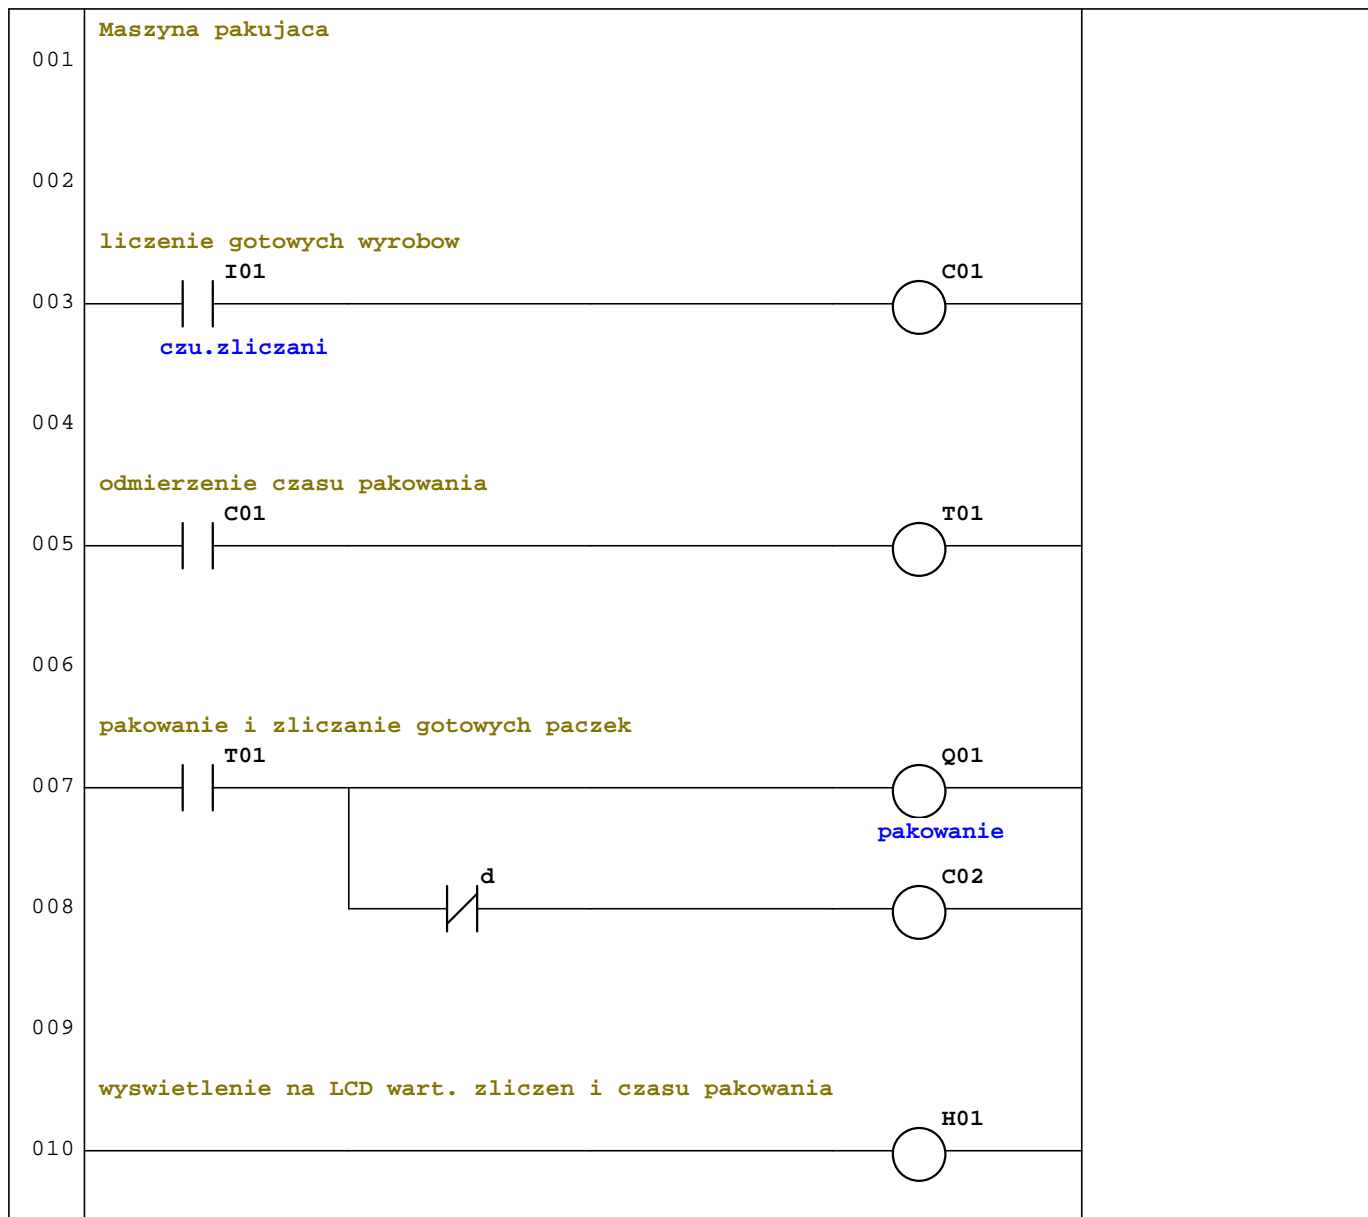 Maszyna pakujaca
001
002
liczenie gotowych wyrobow
I01 C01
003
czu.zliczani
004
odmierzenie czasu pakowania
C01 T01
005
006
pakowanie i zliczanie gotowych paczek
T01 Q01
007
pakowanie
d C02
008
009
wyswietlenie na LCD wart. zliczen i czasu pakowania
H01
010